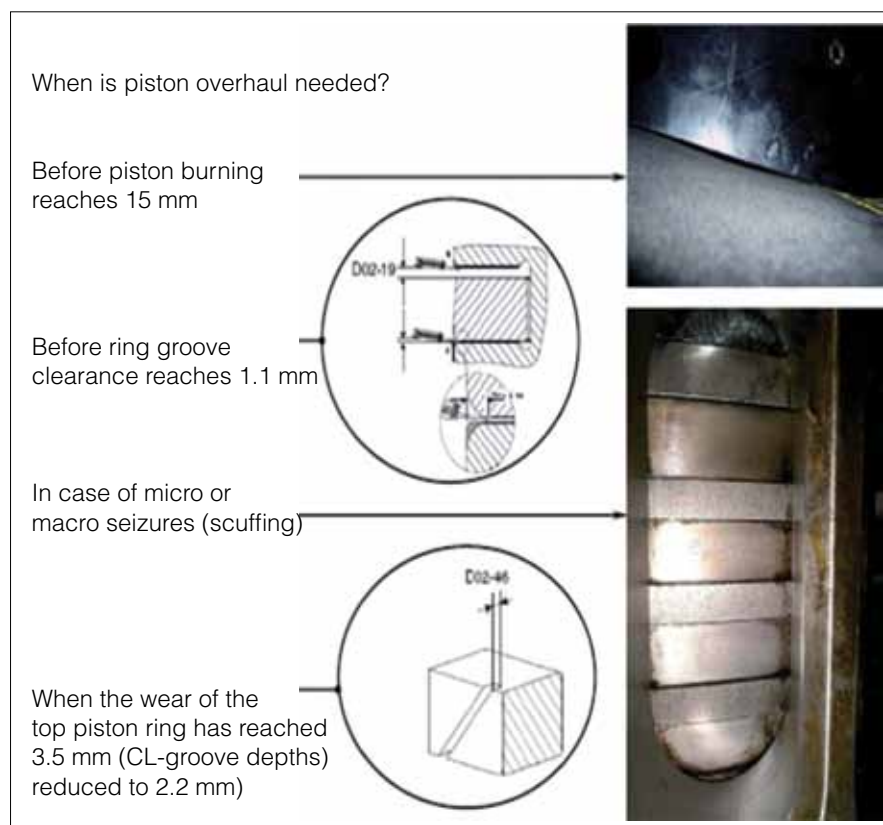 When is piston overhaul needed?
Before piston burning
reaches 15 mm
D02-19
Before ring groove
clearance reaches 1.1 mm
In case of micro or
macro seizures (scuffing)
D02-46
When the wear of the
top piston ring has reached
3.5 mm (CL-groove depths)
reduced to 2.2 mm)